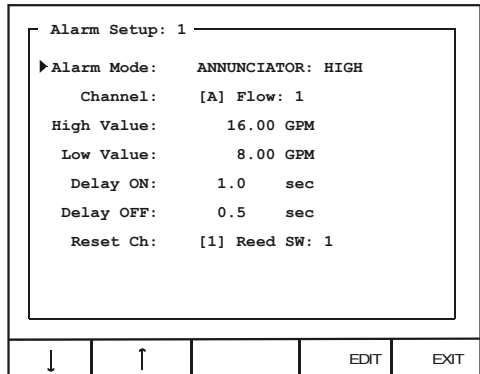 Alarm Setup: 1
Alarm Mode: ANNUNCIATOR: HIGH
Channel: [A] Flow: 1
High Value: 16.00 GPM
Low Value: 8.00 GPM
Delay ON: 1.0 sec
Delay OFF: 0.5 sec
Reset Ch: [1] Reed SW: 1
↓ ↑ EDIT EXIT